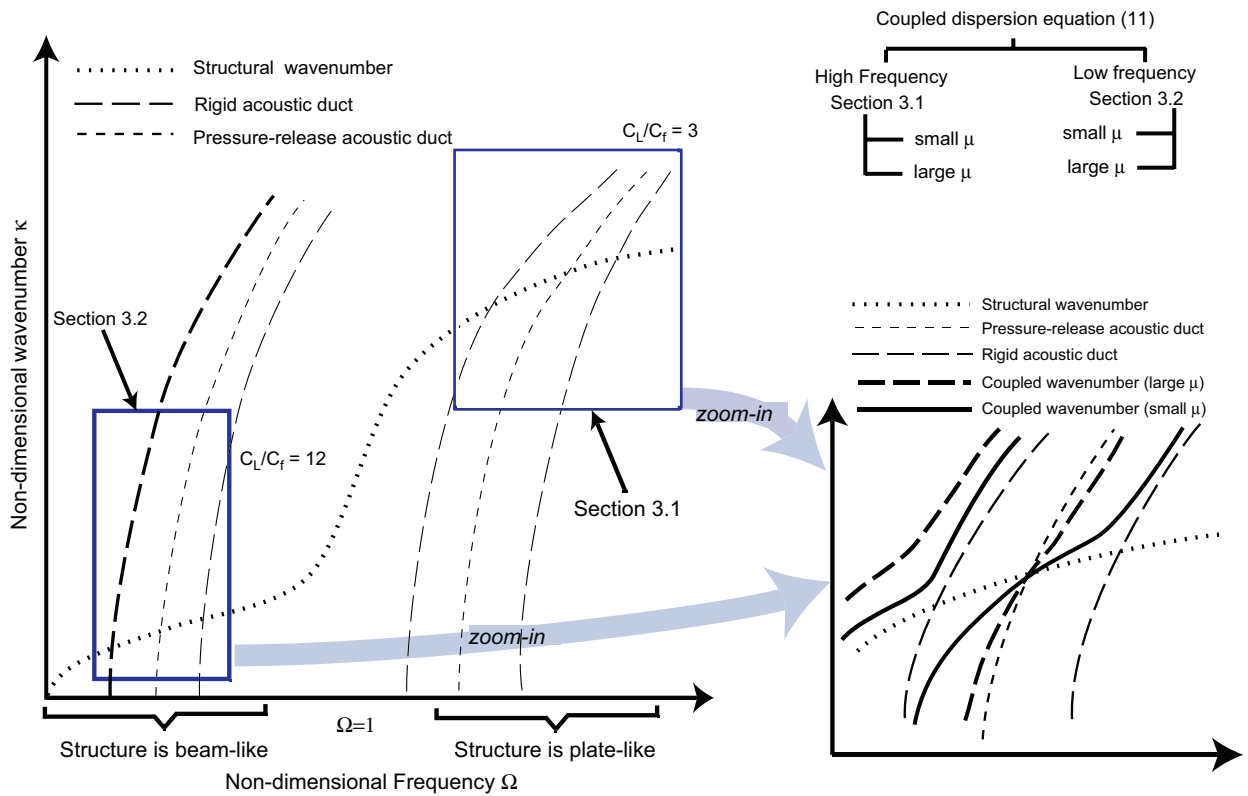 Structural wavenumber
Rigid acoustic duct
Pressure-release acoustic duct
C_L/C_f = 3
Non-dimensional wavenumber κ
Section 3.2
C_L/C_f = 12
zoom-in
Section 3.1
zoom-in
Ω=1
Structure is beam-like
Structure is plate-like
Non-dimensional Frequency Ω
Coupled dispersion equation (11)
High Frequency
Section 3.1
small μ
large μ
Low frequency
Section 3.2
small μ
large μ
Structural wavenumber
Pressure-release acoustic duct
Rigid acoustic duct
Coupled wavenumber (large μ)
Coupled wavenumber (small μ)